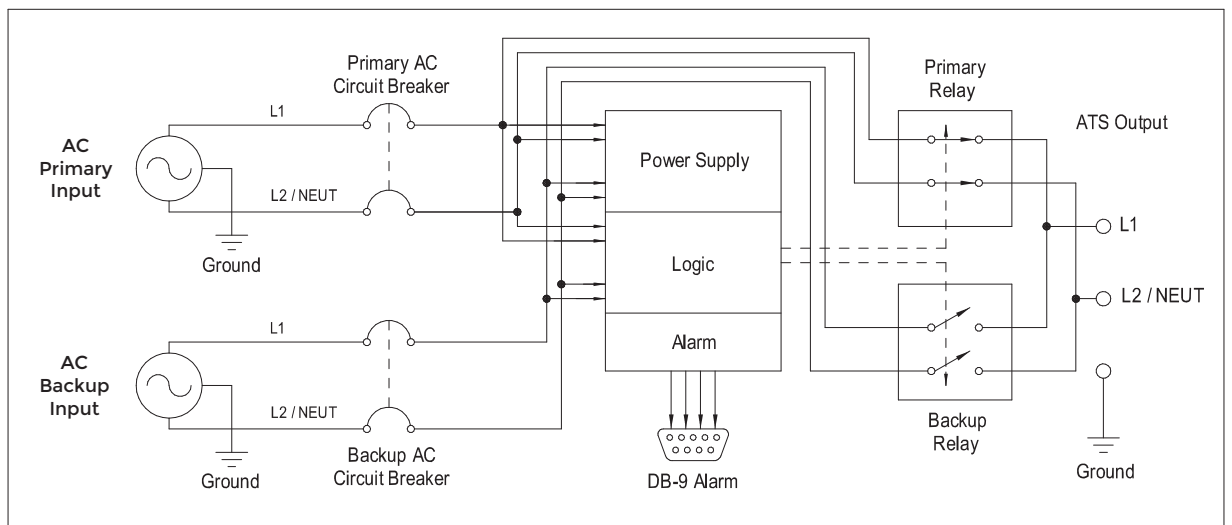 Primary AC
Circuit Breaker
L1
AC
Primary
Input
L2 / NEUT
Ground
Power Supply
Logic
Alarm
DB-9 Alarm
Primary
Relay
ATS Output
L1
L2 / NEUT
Ground
Backup
Relay
L1
AC
Backup
Input
L2 / NEUT
Ground
Backup AC
Circuit Breaker